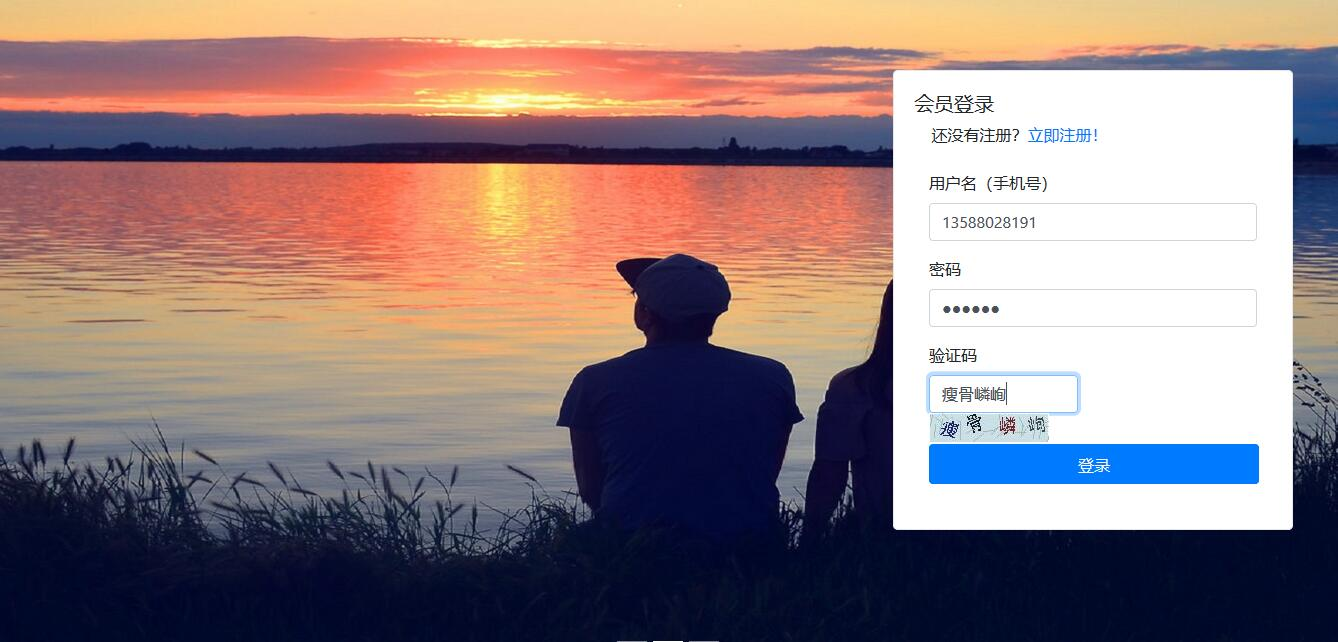 会员登录
还没有注册？立即注册！
用户名（手机号）
13588028191
密码
••••••
验证码
瘦骨嶙峋
瘦骨嶙峋
登录